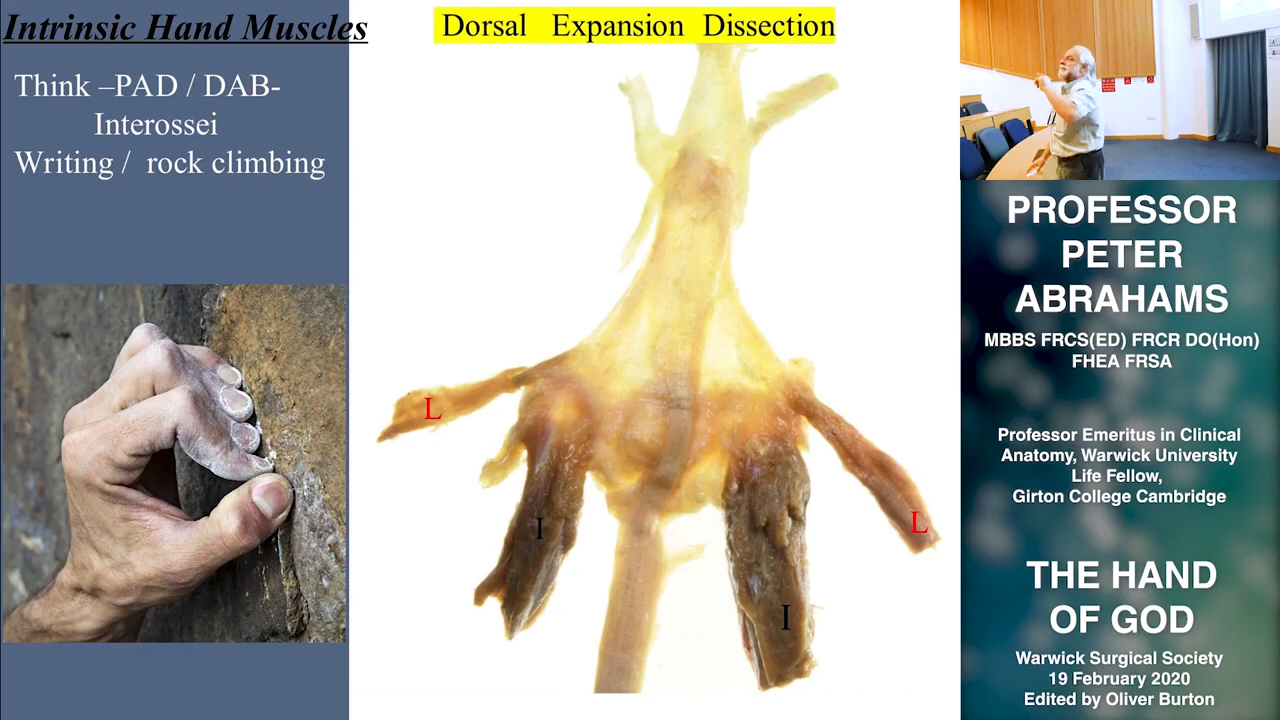 Intrinsic Hand Muscles
Think –PAD / DAB-
Interossei
Writing / rock climbing
Dorsal Expansion Dissection
L
I
L
I
PROFESSOR
PETER
ABRAHAMS
MBBS FRCS(ED) FRCR DO(Hon)
FHEA FRSA
Professor Emeritus in Clinical
Anatomy, Warwick University
Life Fellow,
Girton College Cambridge
THE HAND
OF GOD
Warwick Surgical Society
19 February 2020
Edited by Oliver Burton